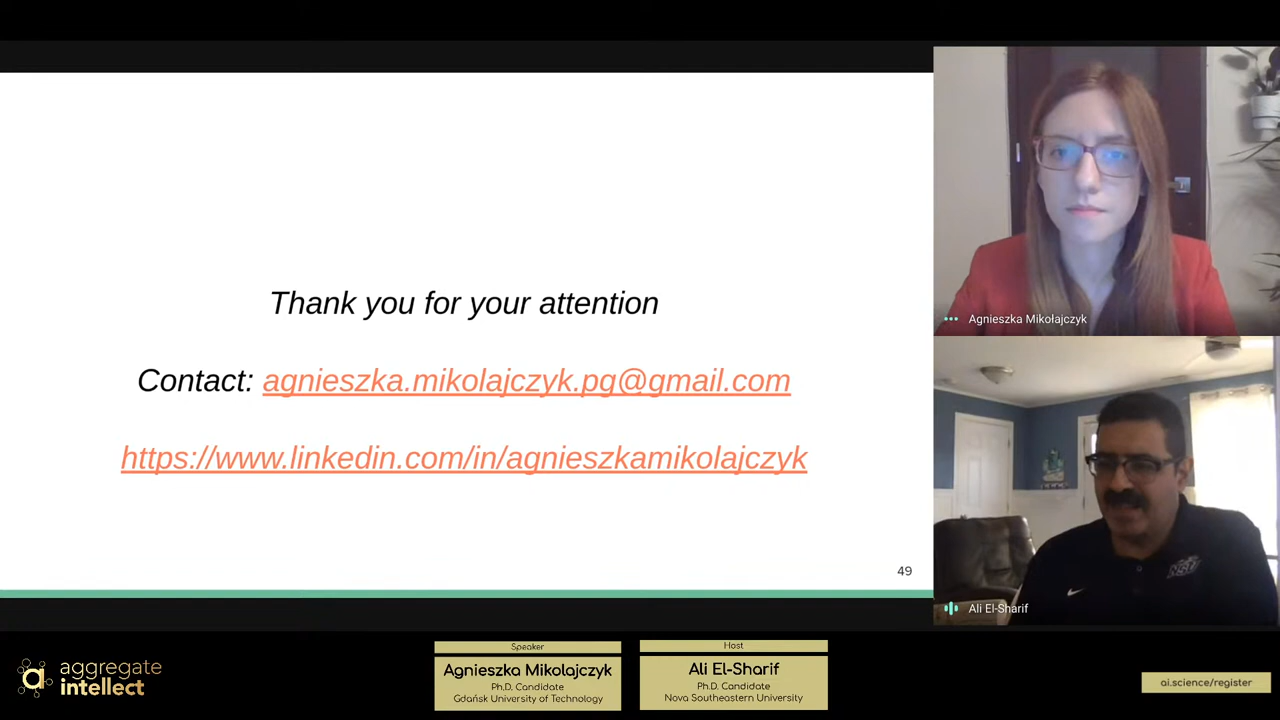 Thank you for your attention
Contact: agnieszka.mikolajczyk.pg@gmail.com
https://www.linkedin.com/in/agnieszkamikolajczyk
49
Agnieszka Mikołajczyk
Ali El-Sharif
NSU
aggregate
intellect
Speaker
Agnieszka Mikolajczyk
Ph.D. Candidate
Gdańsk University of Technology
Host
Ali El-Sharif
Ph.D. Candidate
Nova Southeastern University
ai.science/register